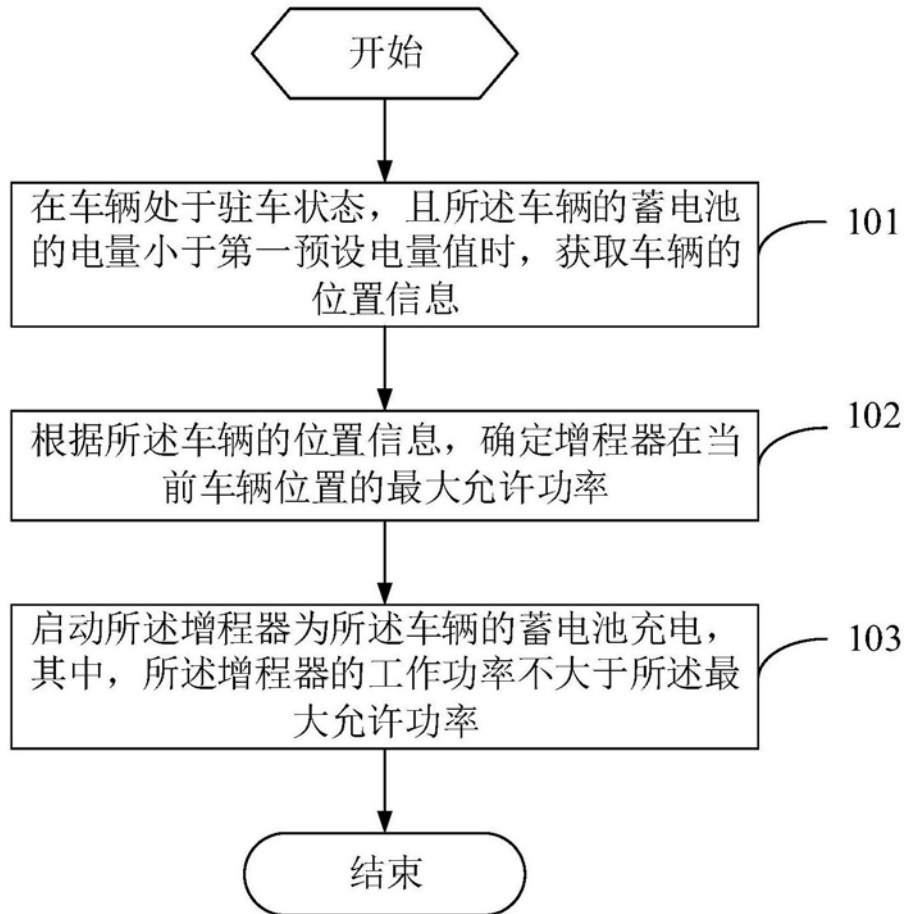 开始
在车辆处于驻车状态，且所述车辆的蓄电池
的电量小于第一预设电量值时，获取车辆的
位置信息
101
根据所述车辆的位置信息，确定增程器在当
前车辆位置的最大允许功率
102
启动所述增程器为所述车辆的蓄电池充电，
其中，所述增程器的工作功率不大于所述最
大允许功率
103
结束